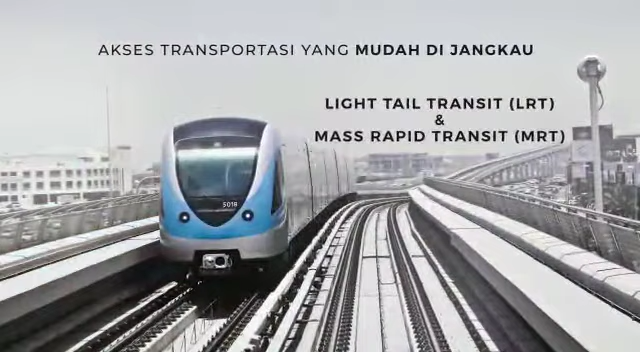 AKSES TRANSPORTASI YANG MUDAH DI JANGKAU
LIGHT TAIL TRANSIT (LRT)
&
MASS RAPID TRANSIT (MRT)
5018